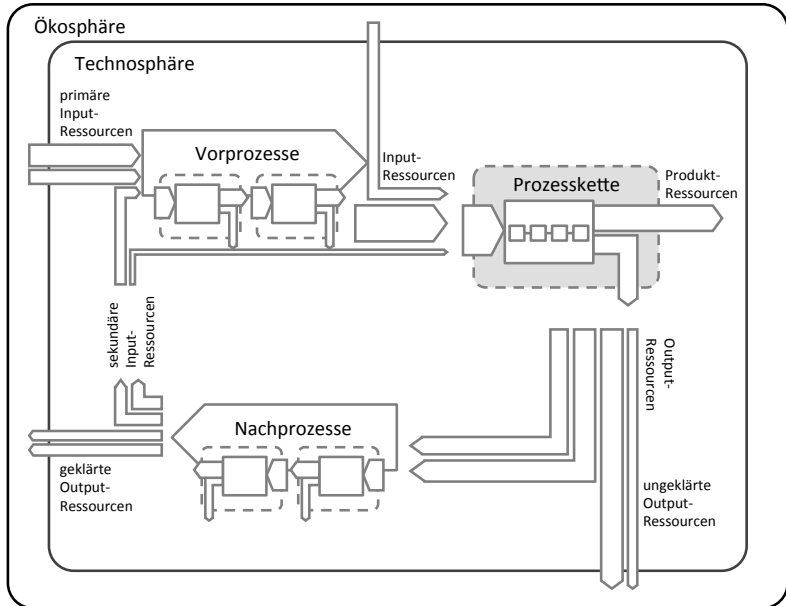 Ökosphäre
Technosphäre
primäre
Input-
Ressourcen
Vorprozesse
Input-
Ressourcen
Prozesskette
Produkt-
Ressourcen
sekundäre
Input-
Ressourcen
Output-
Ressourcen
Nachprozesse
geklärte
Output-
Ressourcen
ungeklärte
Output-
Ressourcen